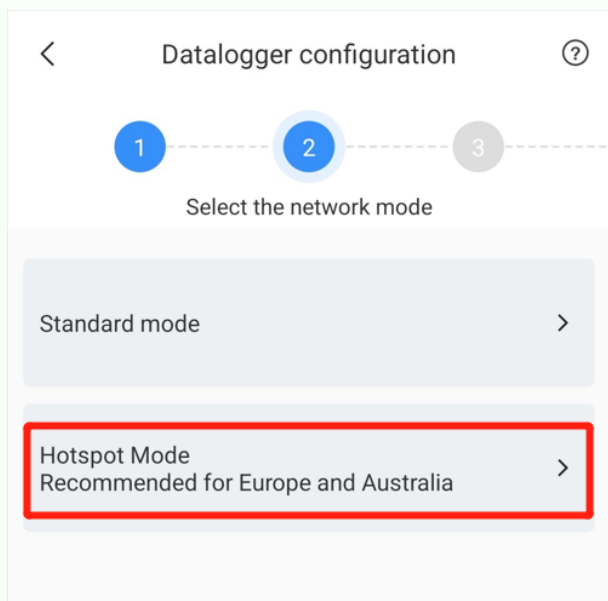 Datalogger configuration ?
1 2 3
Select the network mode
Standard mode
Hotspot Mode
Recommended for Europe and Australia